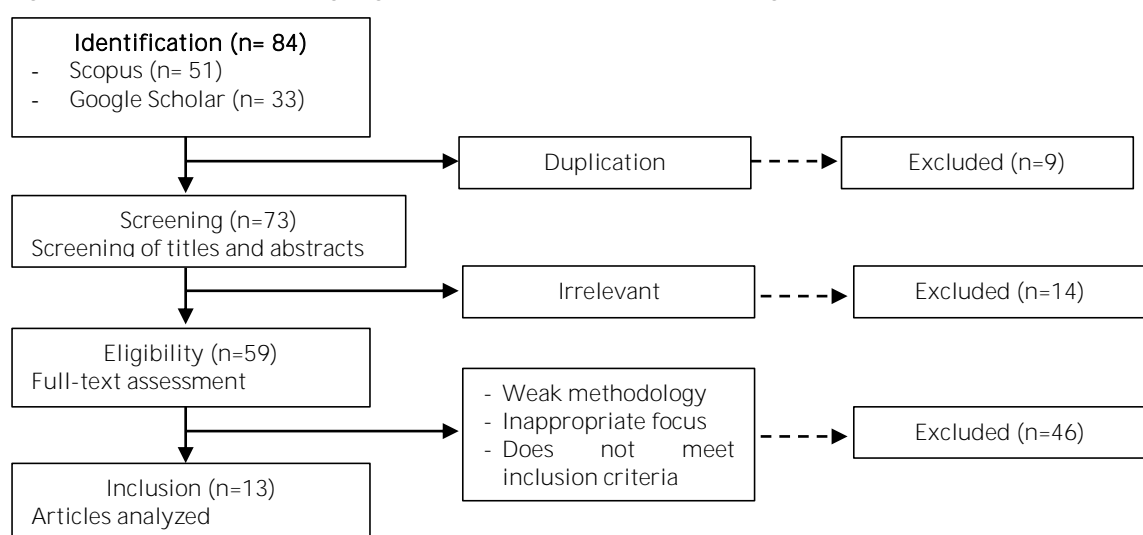 Identification (n= 84)
- Scopus (n= 51)
- Google Scholar (n= 33)
Duplication
Excluded (n=9)
Screening (n=73)
Screening of titles and abstracts
Irrelevant
Excluded (n=14)
Eligibility (n=59)
Full-text assessment
- Weak methodology
- Inappropriate focus
- Does not meet
inclusion criteria
Excluded (n=46)
Inclusion (n=13)
Articles analyzed